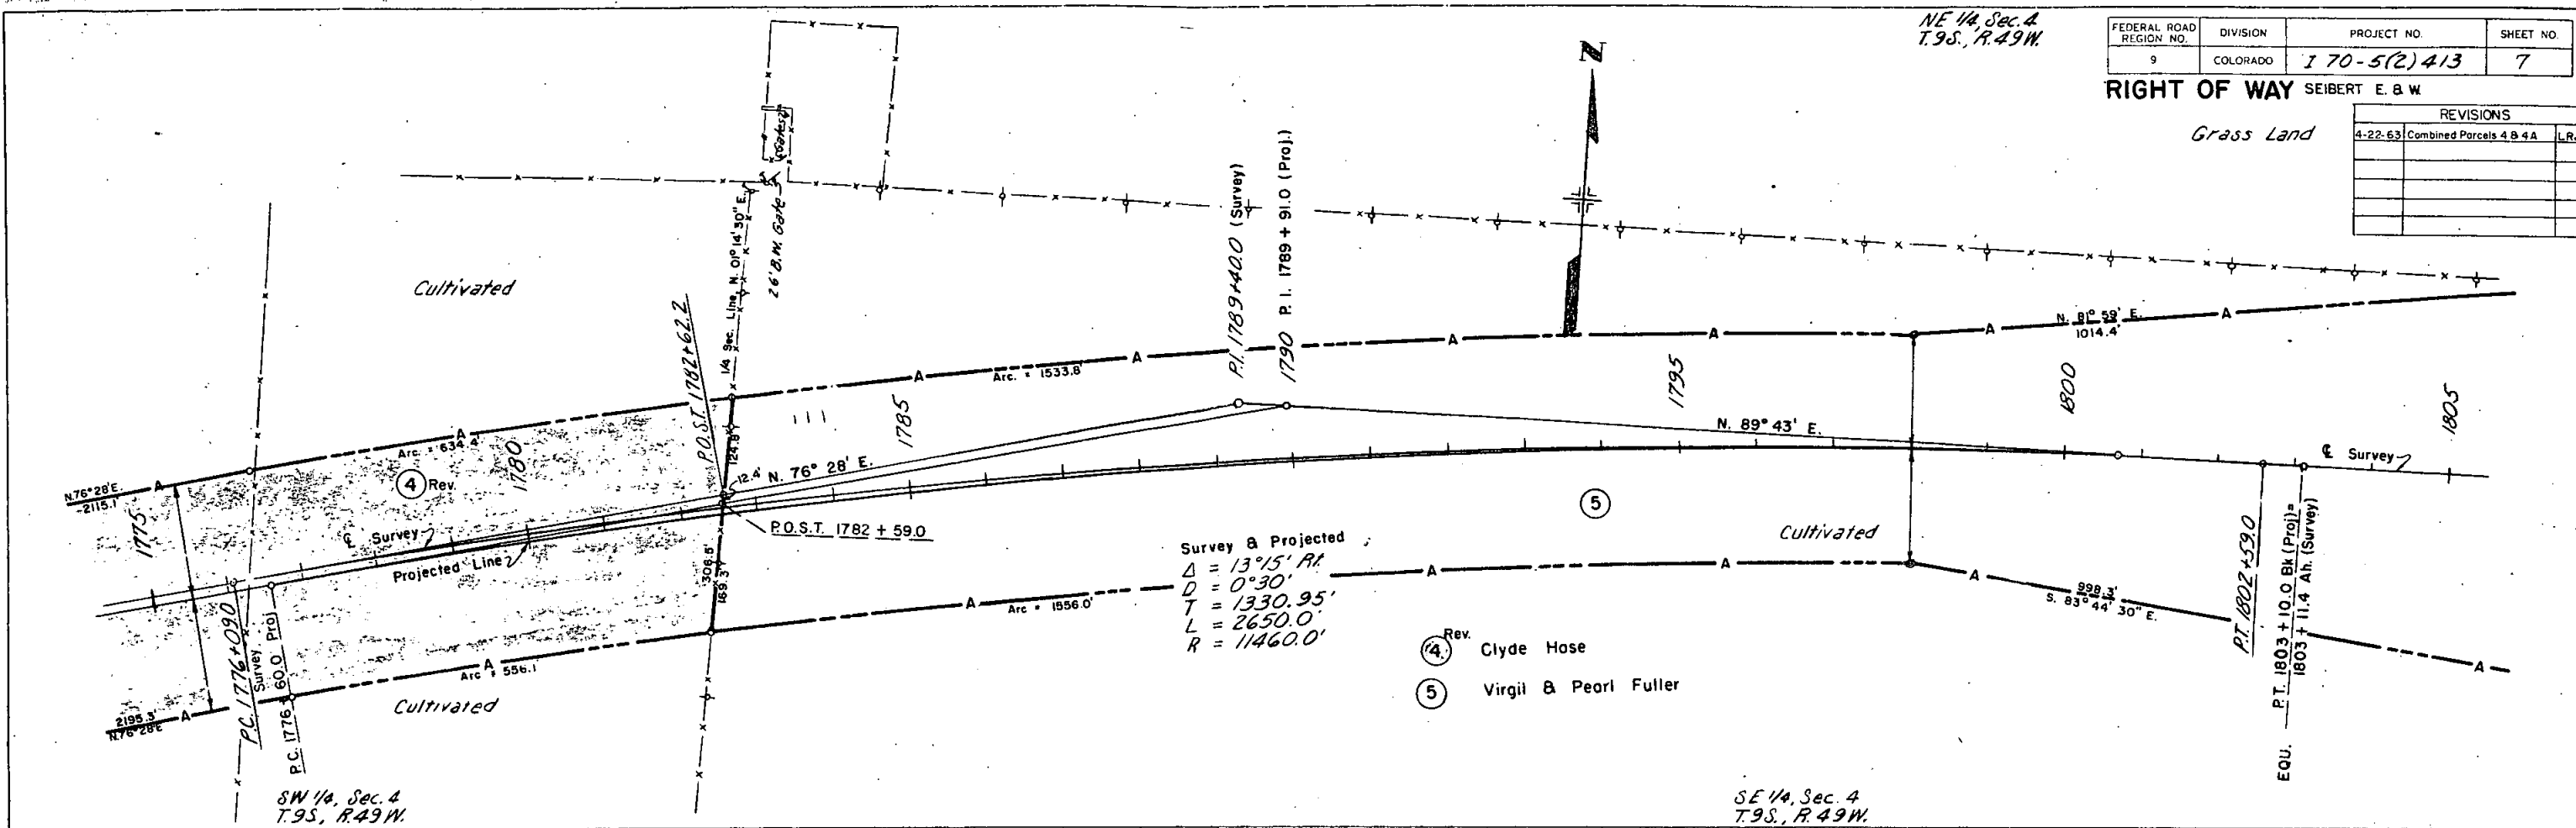 NE 1/4, Sec. 4
T.9S., R.49W.
FEDERAL ROAD REGION NO. DIVISION PROJECT NO. SHEET NO.
9 COLORADO I 70-5(2)413 7
RIGHT OF WAY SEIBERT E. & W.
Grass Land
REVISIONS
4-22-63 Combined Parcels 4 & 4A L.R.
N
(Gates)
26' B.W. Gate
1/4 Sec. Line, N. 01° 14' 30" E.
Cultivated
P.O.S.T. 1782+62.2
P.I. 1789+40.0 (Survey)
1790 P.I. 1789+91.0 (Proj.)
N. 81° 59' E.
1014.4'
Arc. = 1533.8'
1795
1800
1805
1785
1780
1775
Arc. = 634.4'
N.76°28'E.
2115.1'
4 Rev.
124.8'
12.4'
N. 76° 28' E.
N. 89° 43' E.
℄ Survey
℄ Survey
Projected Line
P.O.S.T. 1782 + 59.0
306.5'
169.3'
5
Cultivated
Survey & Projected
Δ = 13°15' Rt.
D = 0°30'
T = 1330.95'
L = 2650.0'
R = 11460.0'
Arc = 1556.0'
Arc = 556.1'
998.3'
S. 83° 44' 30" E.
P.C. 1776+09.0
Survey
P.C. 1776+60.0 Proj
2195.3'
N.76°28'E
Cultivated
P.T. 1802+59.0
EQU. P.T. 1803 + 10.0 Bk (Proj)=
1803 + 11.4 Ah. (Survey)
4 Rev. Clyde Hase
5 Virgil & Pearl Fuller
SW 1/4, Sec. 4
T.9S., R.49W.
SE 1/4, Sec. 4
T.9S., R.49W.
A A A A A A A A A A A A A A A